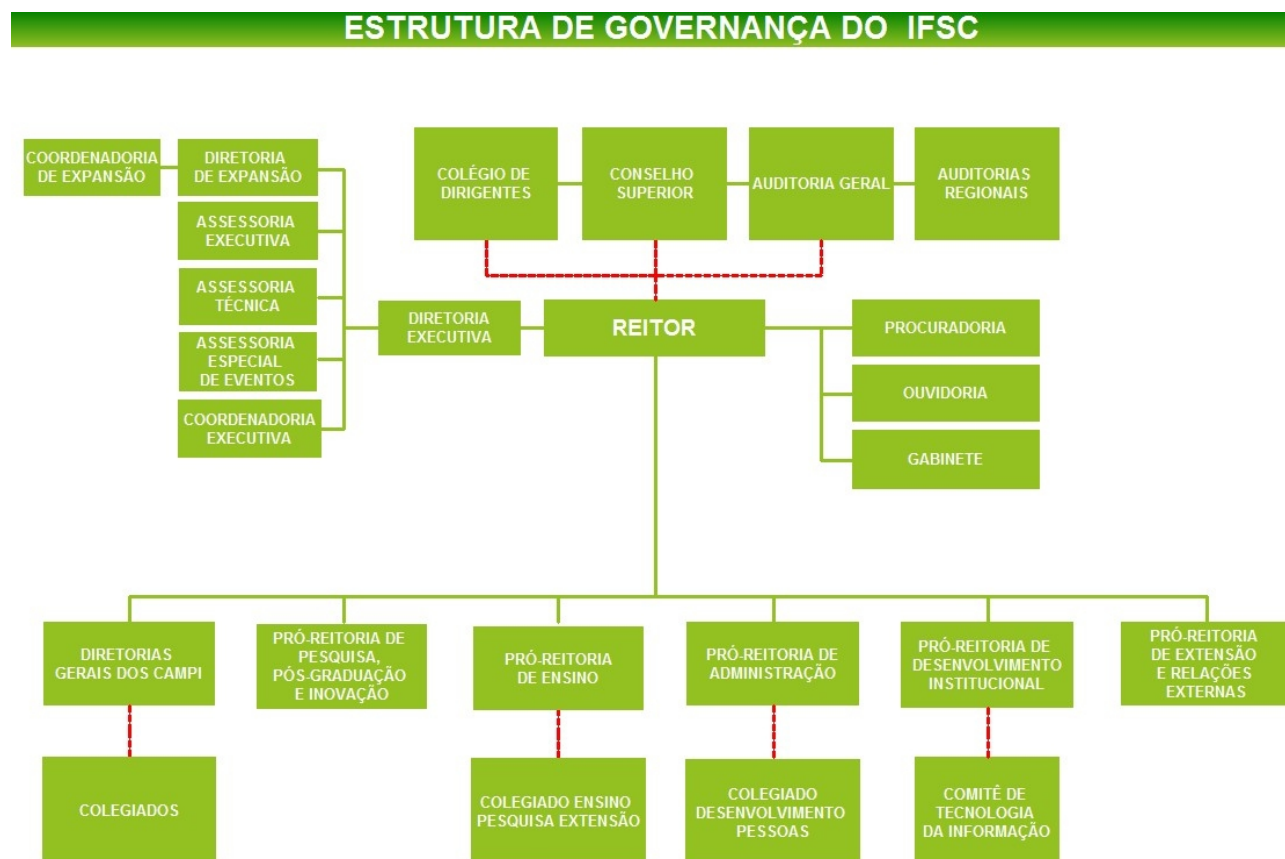 ESTRUTURA DE GOVERNANÇA DO IFSC
COORDENADORIA
DE EXPANSÃO
DIRETORIA
DE EXPANSÃO
ASSESSORIA
EXECUTIVA
ASSESSORIA
TÉCNICA
ASSESSORIA
ESPECIAL
DE EVENTOS
COORDENADORIA
EXECUTIVA
DIRETORIA
EXECUTIVA
COLÉGIO DE
DIRIGENTES
CONSELHO
SUPERIOR
AUDITORIA GERAL
AUDITORIAS
REGIONAIS
REITOR
PROCURADORIA
OUVIDORIA
GABINETE
DIRETORIAS
GERAIS DOS CAMPI
PRÓ-REITORIA DE
PESQUISA,
PÓS-GRADUAÇÃO
E INOVAÇÃO
PRÓ-REITORIA
DE ENSINO
PRÓ-REITORIA DE
ADMINISTRAÇÃO
PRÓ-REITORIA DE
DESENVOLVIMENTO
INSTITUCIONAL
PRÓ-REITORIA
DE EXTENSÃO
E RELAÇÕES
EXTERNAS
COLEGIADOS
COLEGIADO ENSINO
PESQUISA EXTENSÃO
COLEGIADO
DESENVOLVIMENTO
PESSOAS
COMITÊ DE
TECNOLOGIA
DA INFORMAÇÃO